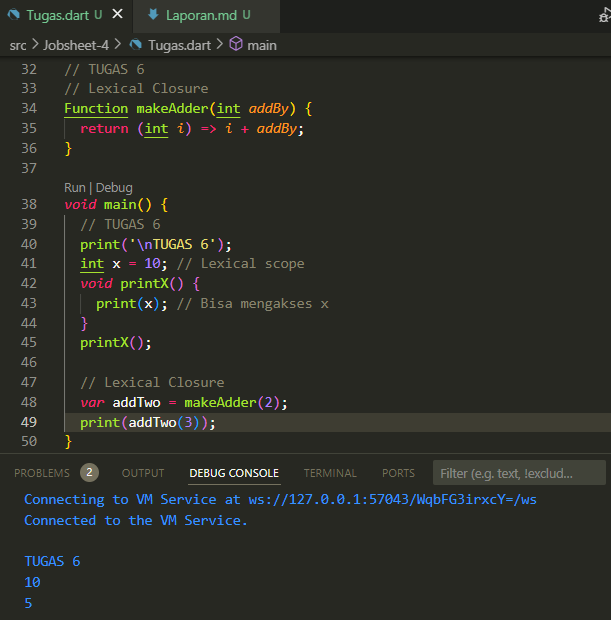 Tugas.dart U
Laporan.md U
src > Jobsheet-4 > Tugas.dart > main
32 // TUGAS 6
33 // Lexical Closure
34 Function makeAdder(int addBy) {
35 return (int i) => i + addBy;
36 }
37
Run | Debug
38 void main() {
39 // TUGAS 6
40 print('\nTUGAS 6');
41 int x = 10; // Lexical scope
42 void printX() {
43 print(x); // Bisa mengakses x
44 }
45 printX();
46
47 // Lexical Closure
48 var addTwo = makeAdder(2);
49 print(addTwo(3));
50 }
PROBLEMS 2 OUTPUT DEBUG CONSOLE TERMINAL PORTS Filter (e.g. text, !exclud...
Connecting to VM Service at ws://127.0.0.1:57043/WqbFG3irxcY=/ws
Connected to the VM Service.
TUGAS 6
10
5